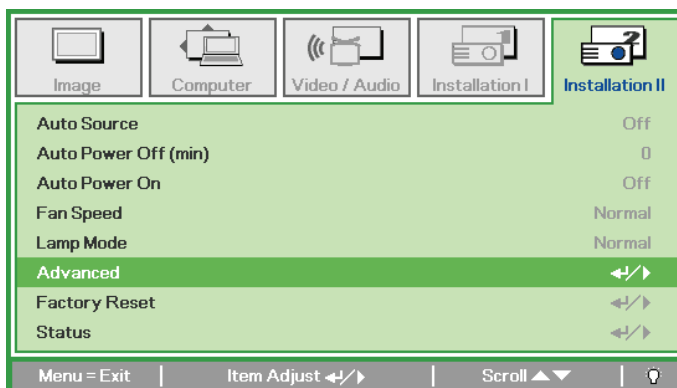 Image Computer Video / Audio Installation I Installation II
Auto Source Off
Auto Power Off (min) 0
Auto Power On Off
Fan Speed Normal
Lamp Mode Normal
Advanced ↵/▶
Factory Reset ↵/▶
Status ↵/▶
Menu = Exit | Item Adjust ↵/▶ | Scroll ▲▼ |